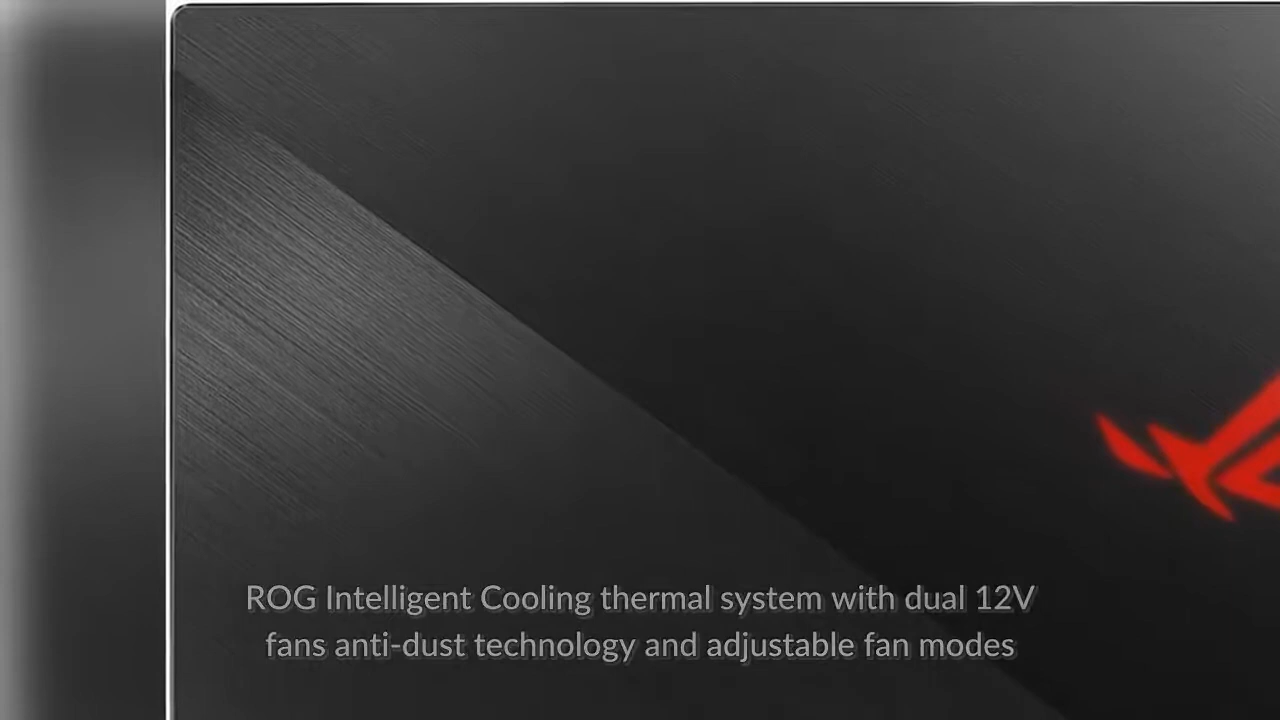 ROG Intelligent Cooling thermal system with dual 12V
fans anti-dust technology and adjustable fan modes